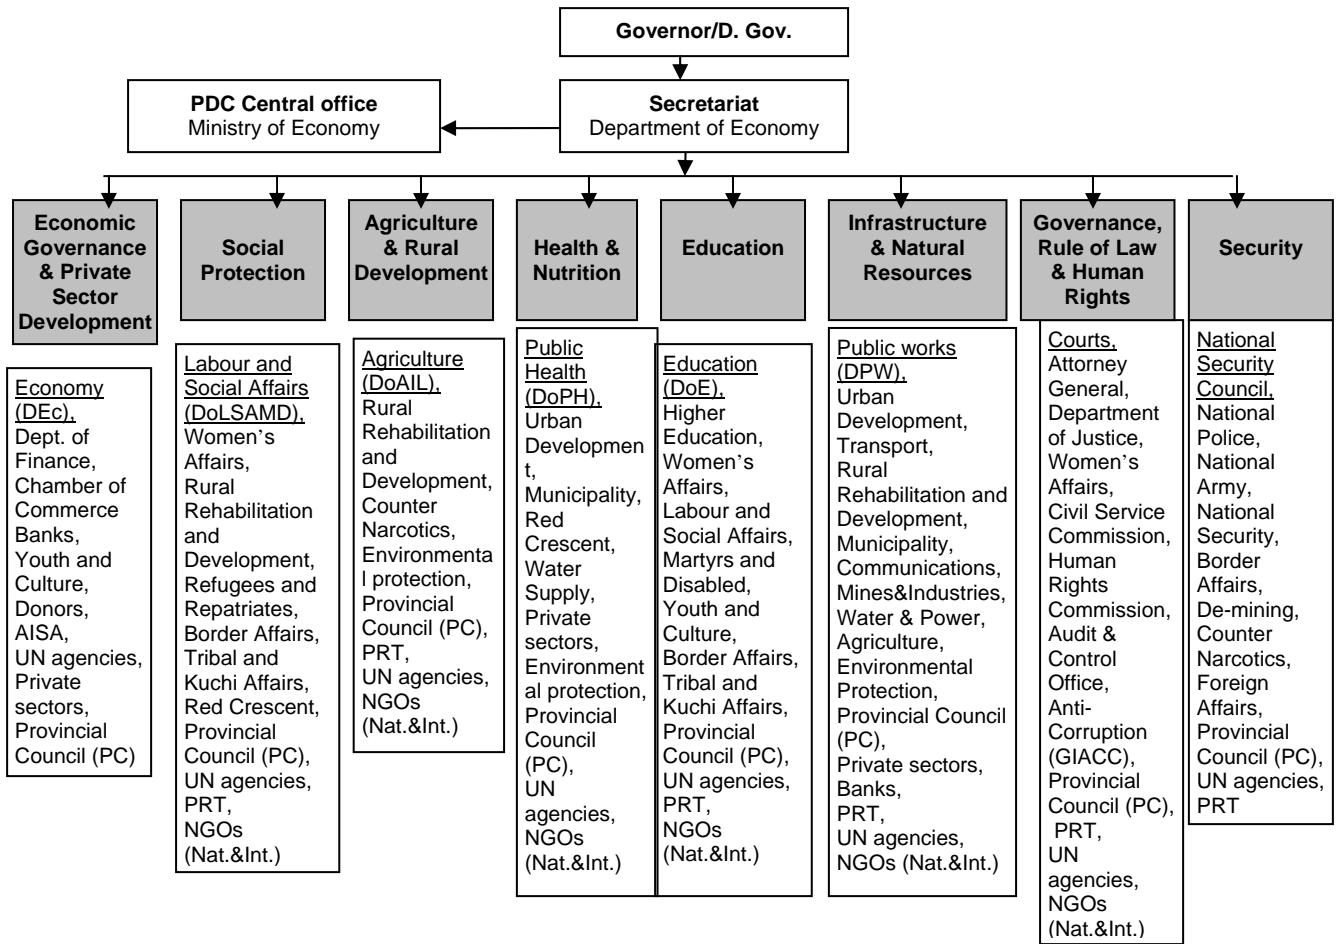 Governor/D. Gov.
PDC Central office
Ministry of Economy
Secretariat
Department of Economy
Economic
Governance
& Private
Sector
Development
Social
Protection
Agriculture
& Rural
Development
Health &
Nutrition
Education
Infrastructure
& Natural
Resources
Governance,
Rule of Law
& Human
Rights
Security
Economy
(DEc),
Dept. of
Finance,
Chamber of
Commerce
Banks,
Youth and
Culture,
Donors,
AISA,
UN agencies,
Private
sectors,
Provincial
Council (PC)
Labour and
Social Affairs
(DoLSAMD),
Women's
Affairs,
Rural
Rehabilitation
and
Development,
Refugees and
Repatriates,
Border Affairs,
Tribal and
Kuchi Affairs,
Red Crescent,
Provincial
Council (PC),
UN agencies,
PRT,
NGOs
(Nat.&Int.)
Agriculture
(DoAIL),
Rural
Rehabilitation
and
Development,
Counter
Narcotics,
Environmenta
l protection,
Provincial
Council (PC),
PRT,
UN agencies,
NGOs
(Nat.&Int.)
Public
Health
(DoPH),
Urban
Developmen
t,
Municipality,
Red
Crescent,
Water
Supply,
Private
sectors,
Environment
al protection,
Provincial
Council
(PC),
UN
agencies,
NGOs
(Nat.&Int.)
Education
(DoE),
Higher
Education,
Women's
Affairs,
Labour and
Social Affairs,
Martyrs and
Disabled,
Youth and
Culture,
Border Affairs,
Tribal and
Kuchi Affairs,
Provincial
Council (PC),
UN agencies,
PRT,
NGOs
(Nat.&Int.)
Public works
(DPW),
Urban
Development,
Transport,
Rural
Rehabilitation and
Development,
Municipality,
Communications,
Mines&Industries,
Water & Power,
Agriculture,
Environmental
Protection,
Provincial Council
(PC),
Private sectors,
Banks,
PRT,
UN agencies,
NGOs (Nat.&Int.)
Courts,
Attorney
General,
Department
of Justice,
Women's
Affairs,
Civil Service
Commission,
Human
Rights
Commission,
Audit &
Control
Office,
Anti-
Corruption
(GIACC),
Provincial
Council (PC),
PRT,
UN
agencies,
NGOs
(Nat.&Int.)
National
Security
Council,
National
Police,
National
Army,
National
Security,
Border
Affairs,
De-mining,
Counter
Narcotics,
Foreign
Affairs,
Provincial
Council (PC),
UN agencies,
PRT